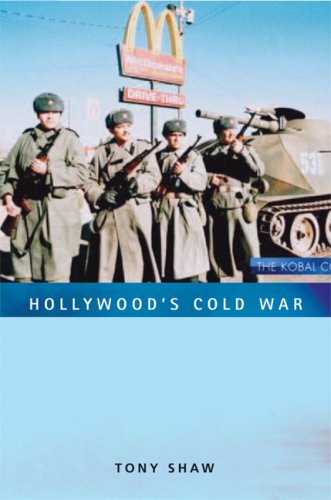 McDonald's
DRIVE-THRU
531
THE KOBAL CO
HOLLYWOOD'S COLD WAR
TONY SHAW